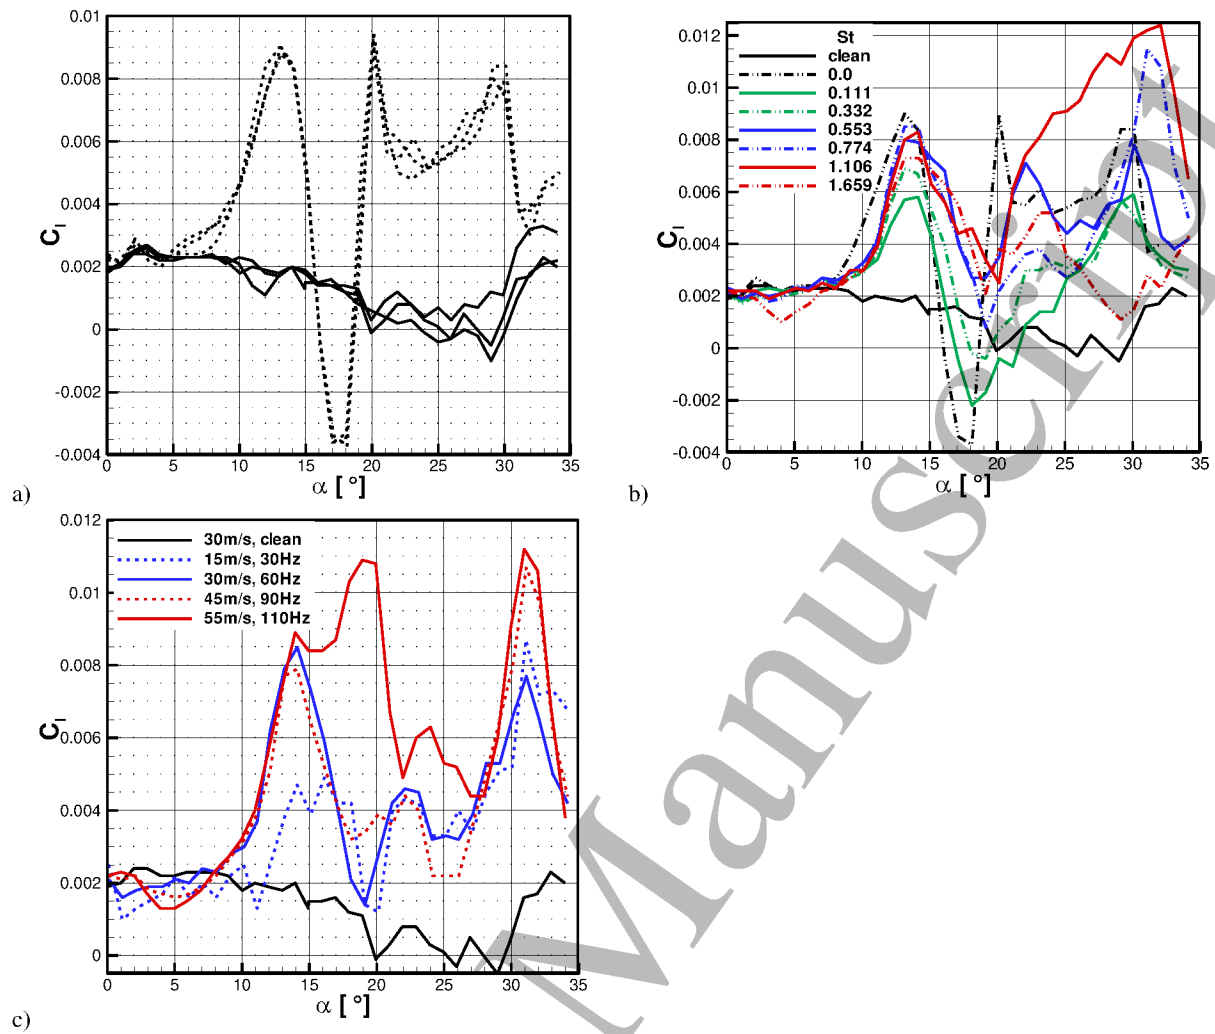 0.01
0.008
0.006
0.004
0.002
0
-0.002
-0.004
Cl
0 5 10 15 20 25 30 35
α [ °]
a)
0.012
0.01
0.008
0.006
0.004
0.002
0
-0.002
-0.004
Cl
St
clean
0.0
0.111
0.332
0.553
0.774
1.106
1.659
0 5 10 15 20 25 30 35
α [ °]
b)
0.012
0.01
0.008
0.006
0.004
0.002
0
Cl
30m/s, clean
15m/s, 30Hz
30m/s, 60Hz
45m/s, 90Hz
55m/s, 110Hz
0 5 10 15 20 25 30 35
α [ °]
c)
Manuscript